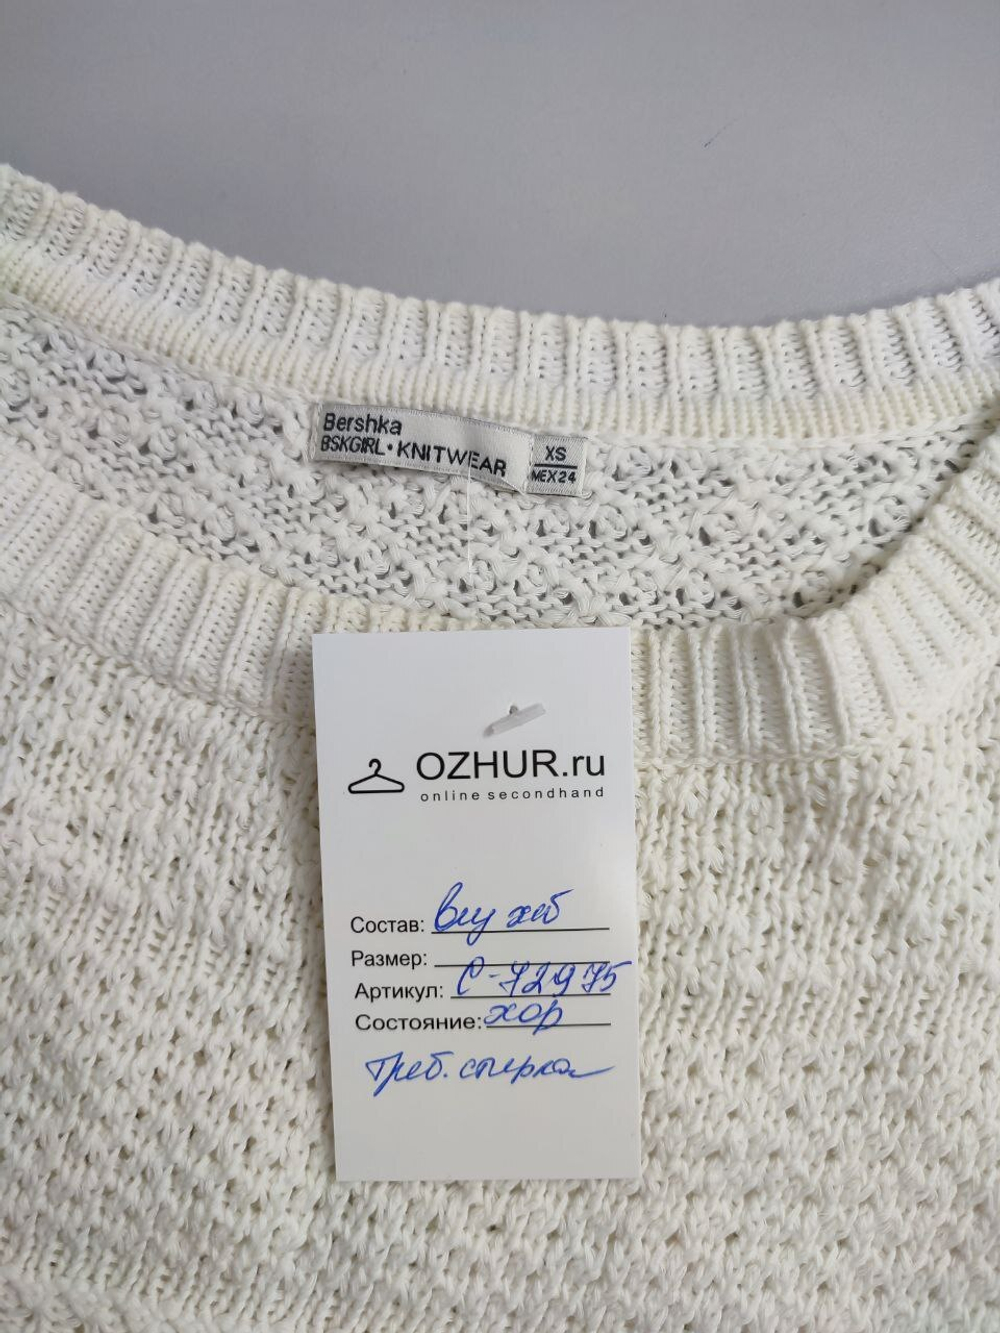 Bershka
BSKGIRL • KNITWEAR
XS
MEX 24
OZHUR.ru
online secondhand
Состав: виз хб
Размер:
Артикул: С-72975
Состояние: хор
Треб. стирка